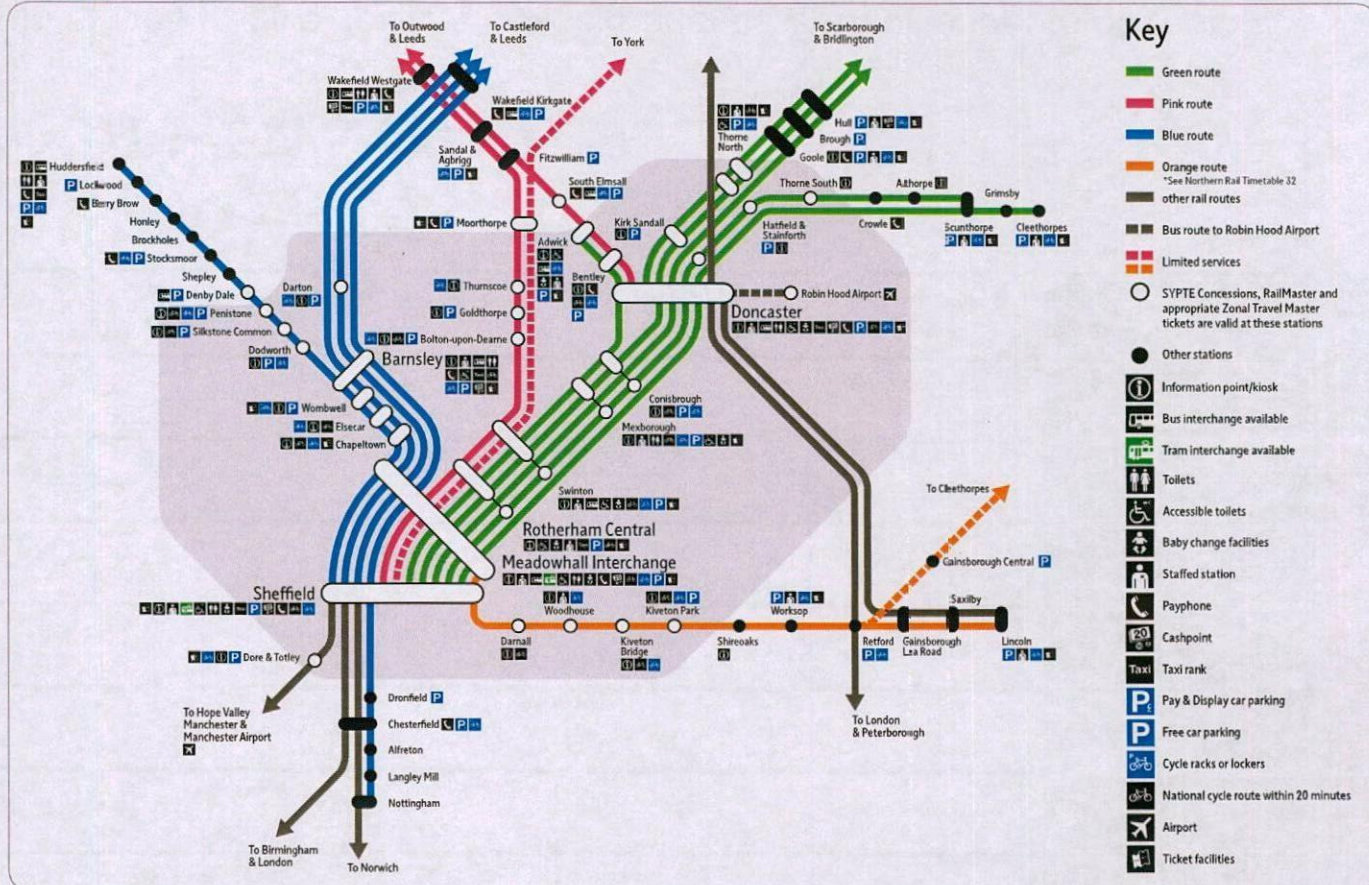 To Outwood
& Leeds
To Castleford
& Leeds
To York
To Scarborough
& Bridlington
Wakefield Westgate
Taxi
P
Wakefield Kirkgate
P
Sandal &
Agbrigg
P
Fitzwilliam P
South Elmsall
P
Thorne
North
P
Hull P
Brough P
Goole P
Thorne South
Althorpe
Grimsby
Crowle
Scunthorpe
P
Cleethorpes
P
Hatfield &
Stainforth
P
Kirk Sandall
P
Huddersfield
P
P Lockwood
Berry Brow
Honley
Brockholes
P Stocksmoor
Shepley
P Denby Dale
P Penistone
P Silkstone Common
Dodworth
P
Darton
P
P Moorthorpe
Adwick
P
Bentley
P
Thurnscoe
P Goldthorpe
P Bolton-upon-Dearne
Barnsley
P
Robin Hood Airport
Doncaster
P
P Wombwell
Elsecar
Chapeltown
Conisbrough
P
Mexborough
P
Swinton
P
Rotherham Central
Taxi P
Meadowhall Interchange
P
Sheffield
P
Darnall
Woodhouse
Kiveton
Bridge
Kiveton Park
P
Shireoaks
Worksop
P
Retford
P
Gainsborough
Lea Road
Saxilby
Lincoln
P
To Cleethorpes
Gainsborough Central P
To London
& Peterborough
P Dore & Totley
To Hope Valley
Manchester &
Manchester Airport
Dronfield P
Chesterfield P
Alfreton
Langley Mill
Nottingham
To Birmingham
& London
To Norwich
Key
Green route
Pink route
Blue route
Orange route
*See Northern Rail Timetable 32
other rail routes
Bus route to Robin Hood Airport
Limited services
SYPTE Concessions, RailMaster and
appropriate Zonal Travel Master
tickets are valid at these stations
Other stations
Information point/kiosk
Bus interchange available
Tram interchange available
Toilets
Accessible toilets
Baby change facilities
Staffed station
Payphone
20 Cashpoint
Taxi Taxi rank
P Pay & Display car parking
P Free car parking
Cycle racks or lockers
National cycle route within 20 minutes
Airport
Ticket facilities